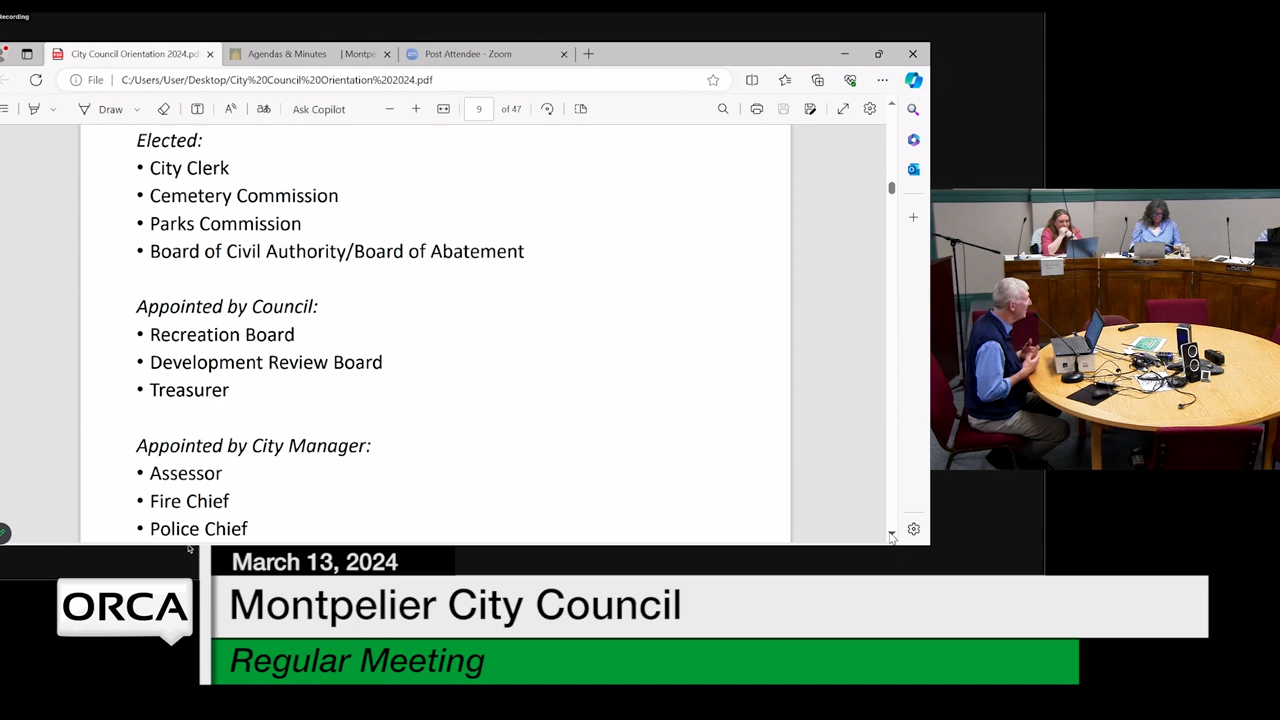 Recording
City Council Orientation 2024.pdf
Agendas & Minutes | Montpe
Post Attendee - Zoom
File
C:/Users/User/Desktop/City%20Council%20Orientation%202024.pdf
Draw
Ask Copilot
9 of 47
Elected:
• City Clerk
• Cemetery Commission
• Parks Commission
• Board of Civil Authority/Board of Abatement
Appointed by Council:
• Recreation Board
• Development Review Board
• Treasurer
Appointed by City Manager:
• Assessor
• Fire Chief
• Police Chief
March 13, 2024
ORCA
Montpelier City Council
Regular Meeting